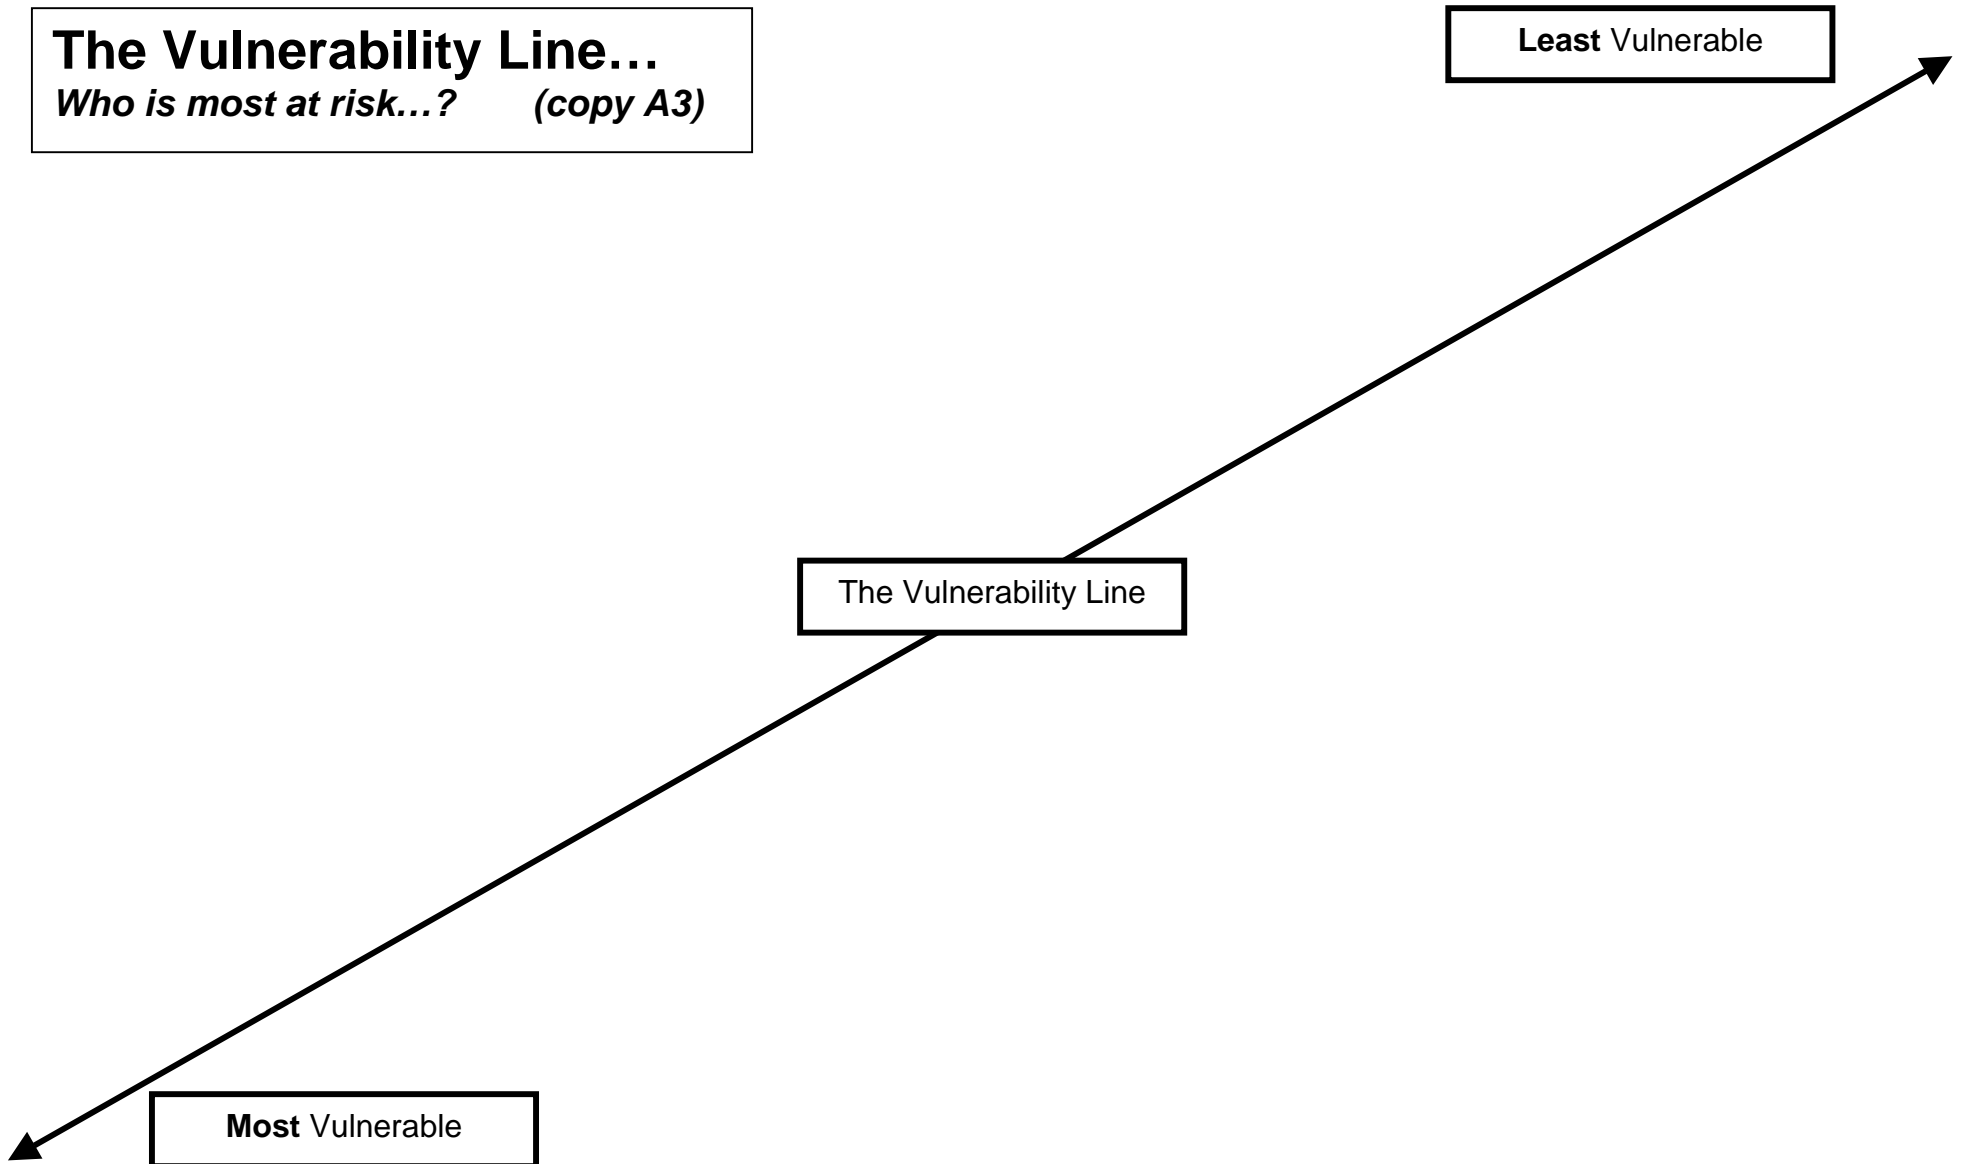 The Vulnerability Line…
Who is most at risk…? (copy A3)
Least Vulnerable
The Vulnerability Line
Most Vulnerable